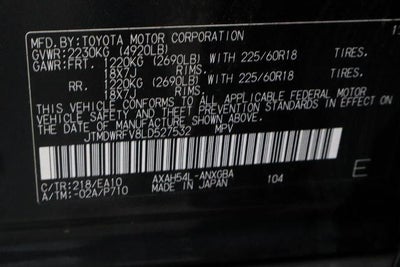 MFD.BY:TOYOTA MOTOR CORPORATION
GVWR:2230KG (4920LB)
GAWR:FRT. 1220KG (2690LB) WITH 225/60R18 TIRES.
18X7J RIMS.
RR. 1220KG (2690LB) WITH 225/60R18 TIRES.
18X7J RIMS.
THIS VEHICLE CONFORMS TO ALL APPLICABLE FEDERAL MOTOR
VEHICLE SAFETY STANDARDS IN EFFECT ON THE DATE OF
MANUFACTURE SHOWN ABOVE.
JTMDWRFV8LD527532 MPV
C/TR:218/EA10 AXAH54L-ANXGBA
A/TM:-02A/P710 MADE IN JAPAN 104
E